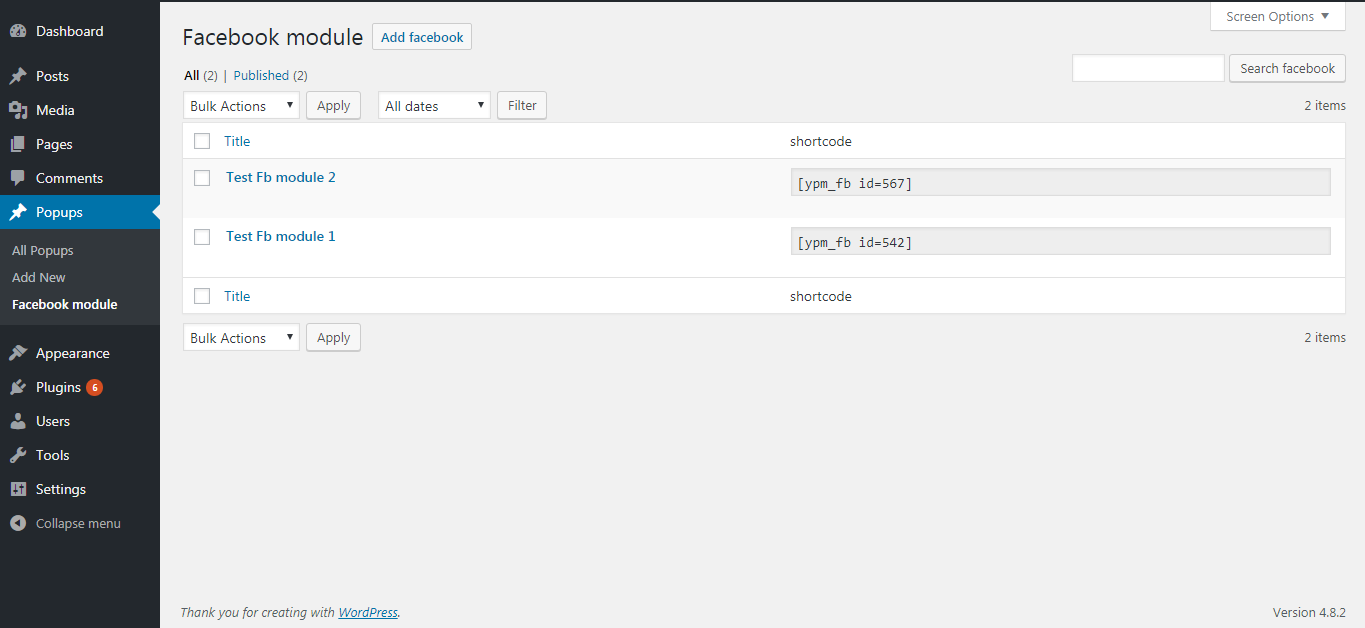 Dashboard
Posts
Media
Pages
Comments
Popups
All Popups
Add New
Facebook module
Appearance
Plugins 6
Users
Tools
Settings
Collapse menu
Screen Options
Facebook module Add facebook
All (2) | Published (2)
Search facebook
Bulk Actions Apply All dates Filter 2 items
Title shortcode
Test Fb module 2 [ypm_fb id=567]
Test Fb module 1 [ypm_fb id=542]
Title shortcode
Bulk Actions Apply 2 items
Thank you for creating with WordPress. Version 4.8.2